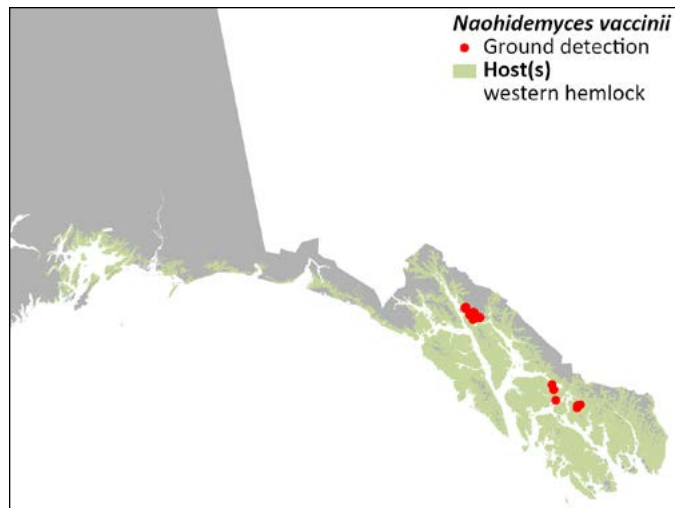 Naohidemyces vaccinii
Ground detection
Host(s)
western hemlock